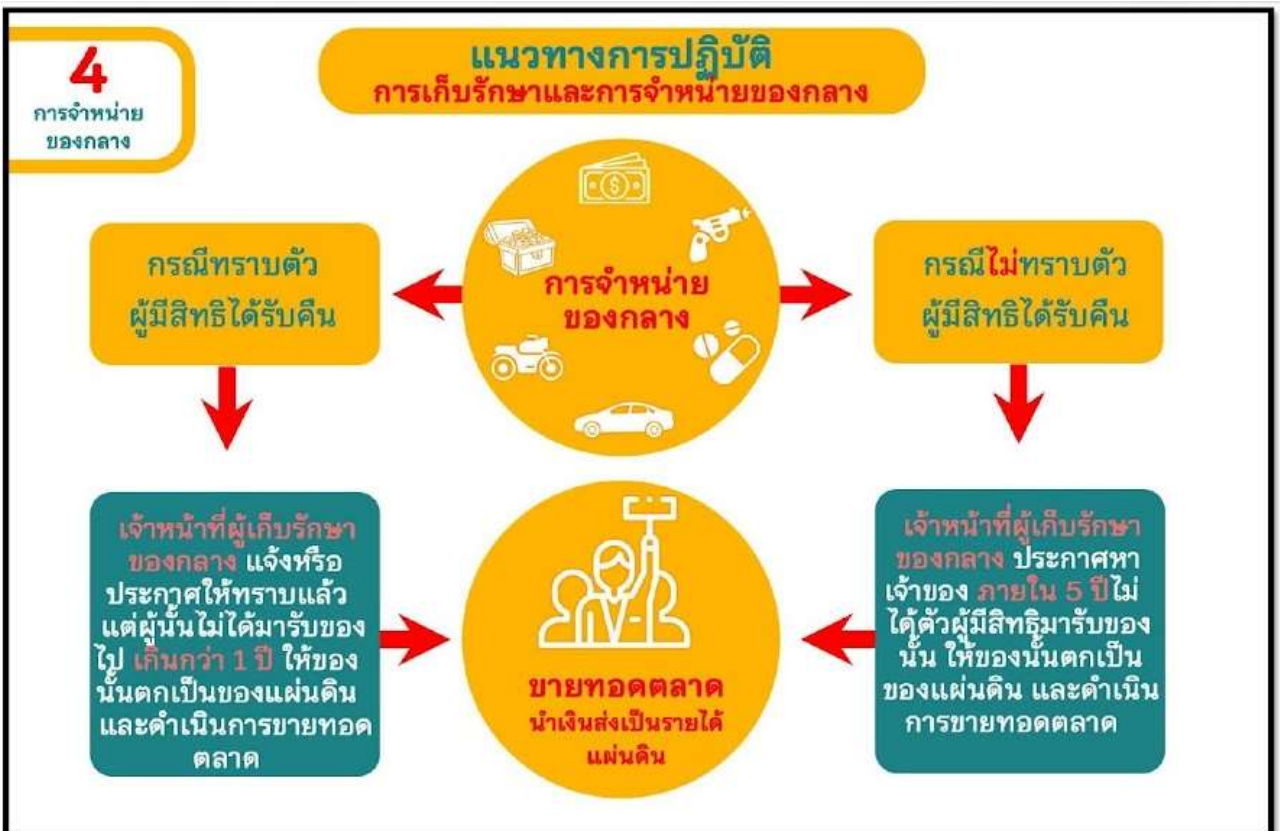 4
การจำหน่าย
ของกลาง
แนวทางการปฏิบัติ
การเก็บรักษาและการจำหน่ายของกลาง
กรณีทราบตัว
ผู้มีสิทธิได้รับคืน
การจำหน่าย
ของกลาง
กรณีไม่ทราบตัว
ผู้มีสิทธิได้รับคืน
เจ้าหน้าที่ผู้เก็บรักษา
ของกลาง แจ้งหรือ
ประกาศให้ทราบแล้ว
แต่ผู้นั้นไม่ได้มารับของ
ไป เกินกว่า 1 ปี ให้ของ
นั้นตกเป็นของแผ่นดิน
และดำเนินการขายทอด
ตลาด
ขายทอดตลาด
นำเงินส่งเป็นรายได้
แผ่นดิน
เจ้าหน้าที่ผู้เก็บรักษา
ของกลาง ประกาศหา
เจ้าของ ภายใน 5 ปีไม่
ได้ตัวผู้มีสิทธิมารับของ
นั้น ให้ของนั้นตกเป็น
ของแผ่นดิน และดำเนิน
การขายทอดตลาด